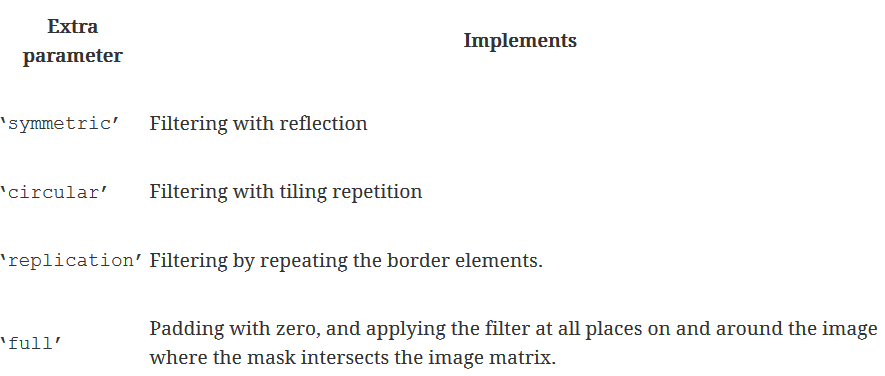 Extra
parameter
Implements
‘symmetric’ Filtering with reflection
‘circular’ Filtering with tiling repetition
‘replication’ Filtering by repeating the border elements.
‘full’ Padding with zero, and applying the filter at all places on and around the image
where the mask intersects the image matrix.